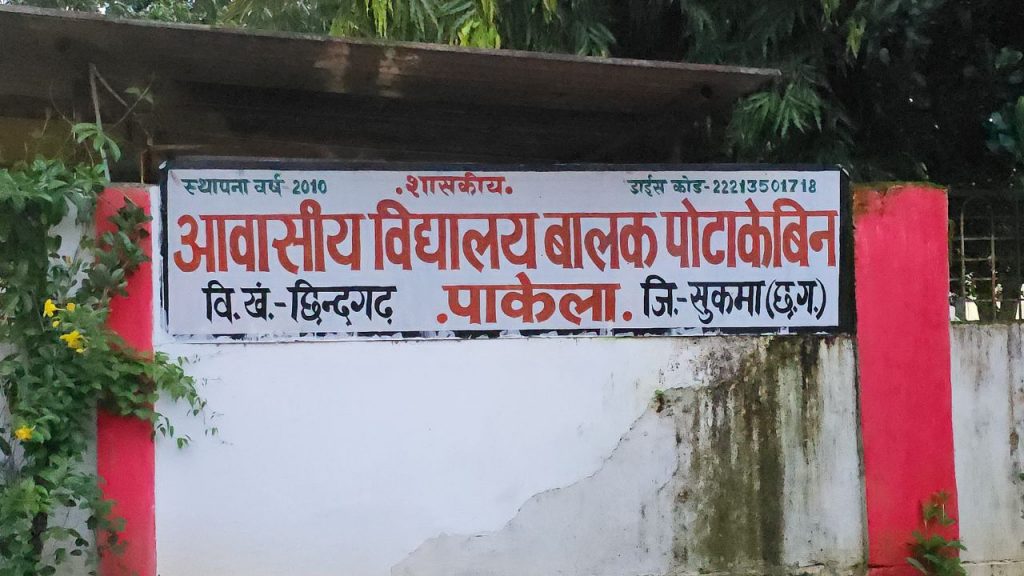 स्थापना वर्ष 2010 .शासकीय. डाईस कोड-22213501718
आवासीय विद्यालय बालक पोटाकेबिन
वि.खं.-छिन्दगढ़ .पाकेला. जि.-सुकमा (छ.ग.)